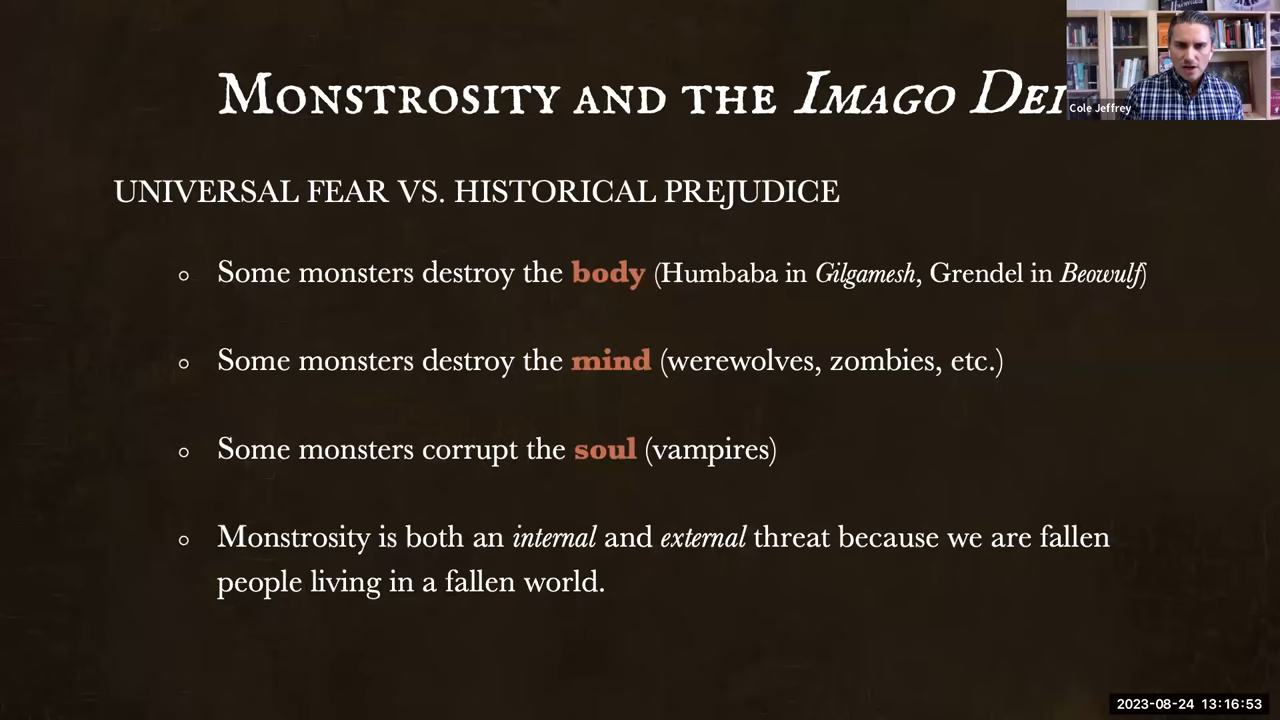 Monstrosity and the Imago Dei
Cole Jeffrey
UNIVERSAL FEAR VS. HISTORICAL PREJUDICE
Some monsters destroy the body (Humbaba in Gilgamesh, Grendel in Beowulf)
Some monsters destroy the mind (werewolves, zombies, etc.)
Some monsters corrupt the soul (vampires)
Monstrosity is both an internal and external threat because we are fallen
people living in a fallen world.
2023-08-24 13:16:53